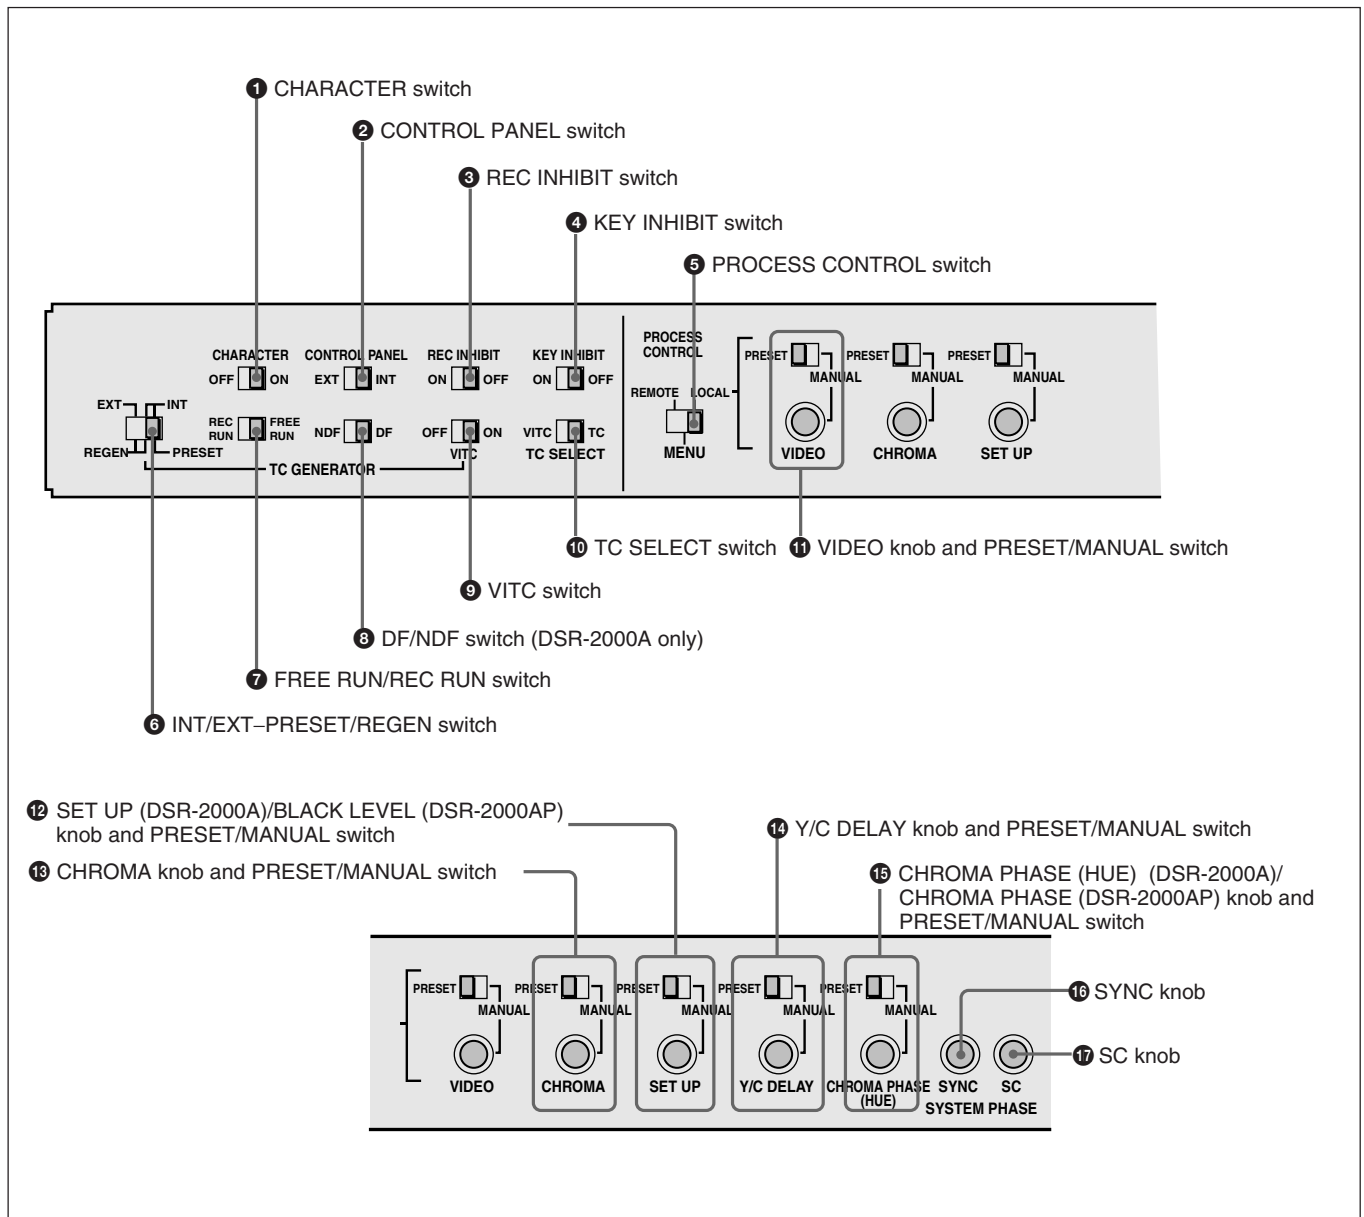 ❶ CHARACTER switch
❷ CONTROL PANEL switch
❸ REC INHIBIT switch
❹ KEY INHIBIT switch
❺ PROCESS CONTROL switch
CHARACTER
OFF ON
CONTROL PANEL
EXT INT
REC INHIBIT
ON OFF
KEY INHIBIT
ON OFF
PROCESS
CONTROL
REMOTE LOCAL
MENU
PRESET
MANUAL
VIDEO
PRESET
MANUAL
CHROMA
PRESET
MANUAL
SET UP
EXT INT
REGEN PRESET
REC
RUN
FREE
RUN
NDF DF
OFF ON
VITC
VITC TC
TC SELECT
TC GENERATOR
❿ TC SELECT switch
⓫ VIDEO knob and PRESET/MANUAL switch
❾ VITC switch
❽ DF/NDF switch (DSR-2000A only)
❼ FREE RUN/REC RUN switch
❻ INT/EXT–PRESET/REGEN switch
⓬ SET UP (DSR-2000A)/BLACK LEVEL (DSR-2000AP)
knob and PRESET/MANUAL switch
⓭ CHROMA knob and PRESET/MANUAL switch
⓮ Y/C DELAY knob and PRESET/MANUAL switch
⓯ CHROMA PHASE (HUE) (DSR-2000A)/
CHROMA PHASE (DSR-2000AP) knob and
PRESET/MANUAL switch
⓰ SYNC knob
⓱ SC knob
PRESET
MANUAL
VIDEO
PRESET
MANUAL
CHROMA
PRESET
MANUAL
SET UP
PRESET
MANUAL
Y/C DELAY
PRESET
MANUAL
CHROMA PHASE
(HUE)
SYNC SC
SYSTEM PHASE